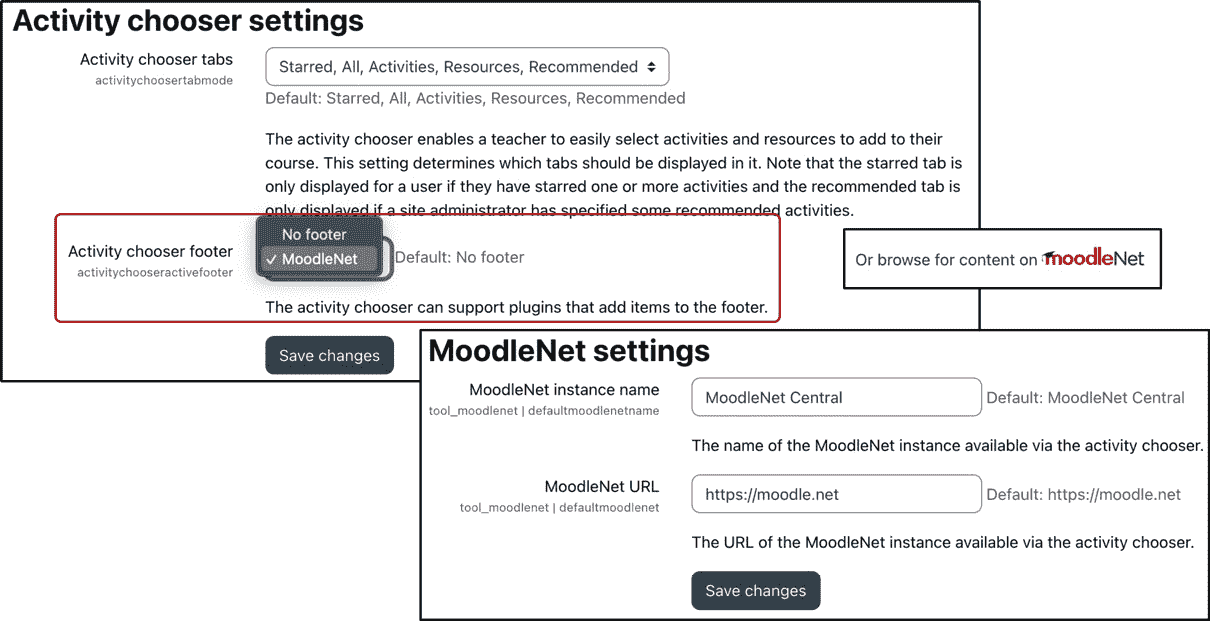 Activity chooser settings
Activity chooser tabs
activitychoosertabmode
Starred, All, Activities, Resources, Recommended
Default: Starred, All, Activities, Resources, Recommended
The activity chooser enables a teacher to easily select activities and resources to add to their
course. This setting determines which tabs should be displayed in it. Note that the starred tab is
only displayed for a user if they have starred one or more activities and the recommended tab is
only displayed if a site administrator has specified some recommended activities.
Activity chooser footer
activitychooseractivefooter
No footer
✓ MoodleNet
Default: No footer
The activity chooser can support plugins that add items to the footer.
Save changes
Or browse for content on moodleNet
MoodleNet settings
MoodleNet instance name
tool_moodlenet | defaultmoodlenetname
MoodleNet Central
Default: MoodleNet Central
The name of the MoodleNet instance available via the activity chooser.
MoodleNet URL
tool_moodlenet | defaultmoodlenet
https://moodle.net
Default: https://moodle.net
The URL of the MoodleNet instance available via the activity chooser.
Save changes